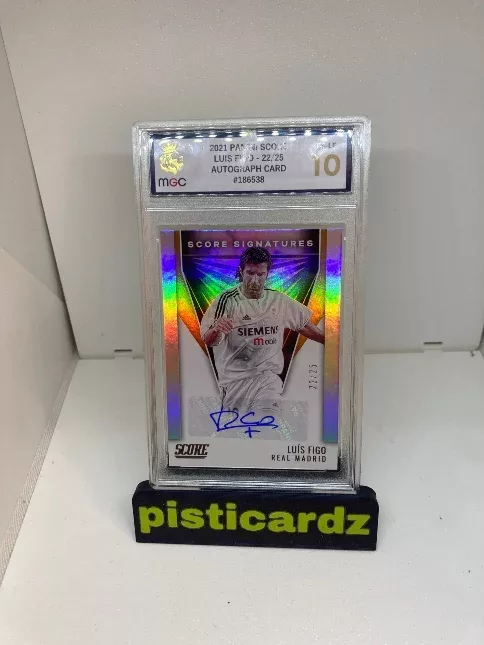 2021 PANINI SCORE
LUIS FIGO - 22/25
AUTOGRAPH CARD
#186538
MGC
10
SCORE SIGNATURES
SIEMENS
mobile
22/25
SCORE
LUÍS FIGO
REAL MADRID
pisticardz